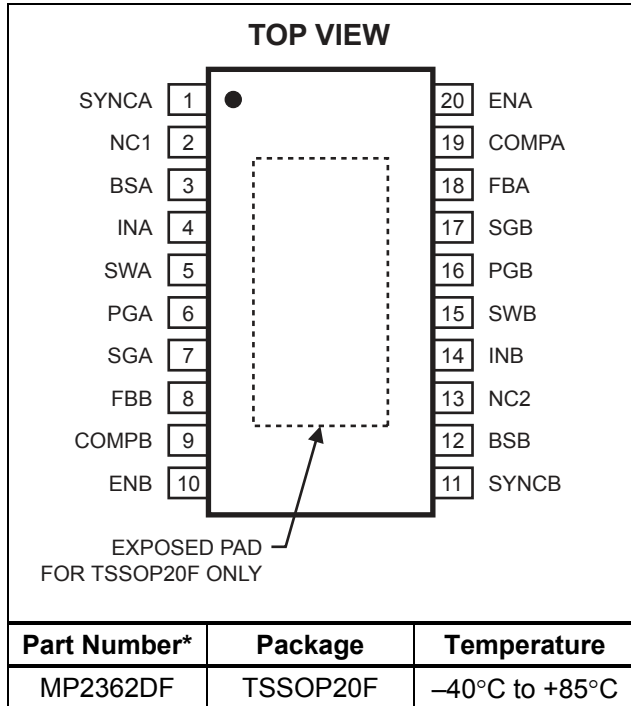 TOP VIEW
SYNCA 1 20 ENA
NC1 2 19 COMPA
BSA 3 18 FBA
INA 4 17 SGB
SWA 5 16 PGB
PGA 6 15 SWB
SGA 7 14 INB
FBB 8 13 NC2
COMPB 9 12 BSB
ENB 10 11 SYNCB
EXPOSED PAD
FOR TSSOP20F ONLY
Part Number* Package Temperature
MP2362DF TSSOP20F –40°C to +85°C